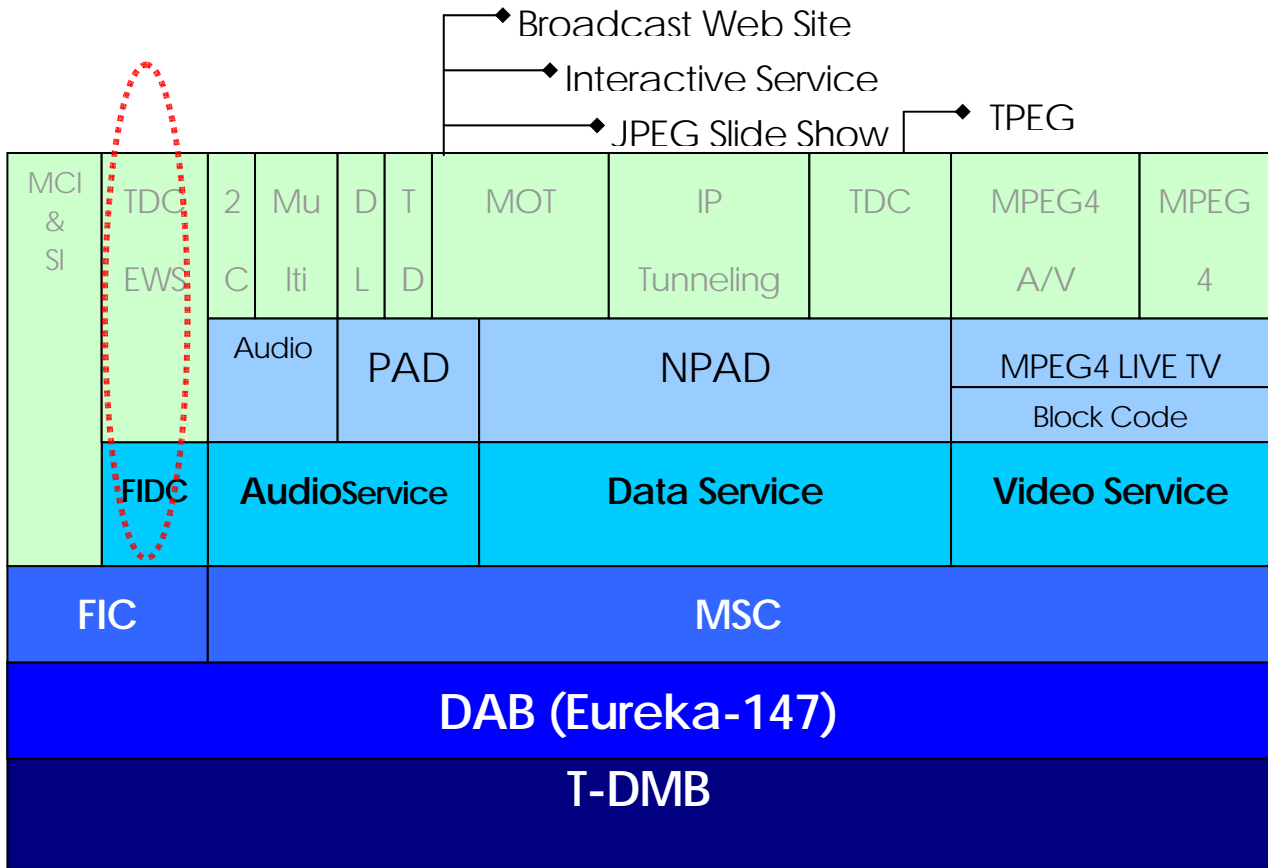 Broadcast Web Site
Interactive Service
JPEG Slide Show
TPEG
MCI
&
SI
TDC
EWS
2
C
Mu
lti
D
L
T
D
MOT
IP
Tunneling
TDC
MPEG4
A/V
MPEG
4
Audio
PAD
NPAD
MPEG4 LIVE TV
Block Code
FIDC
AudioService
Data Service
Video Service
FIC
MSC
DAB (Eureka-147)
T-DMB